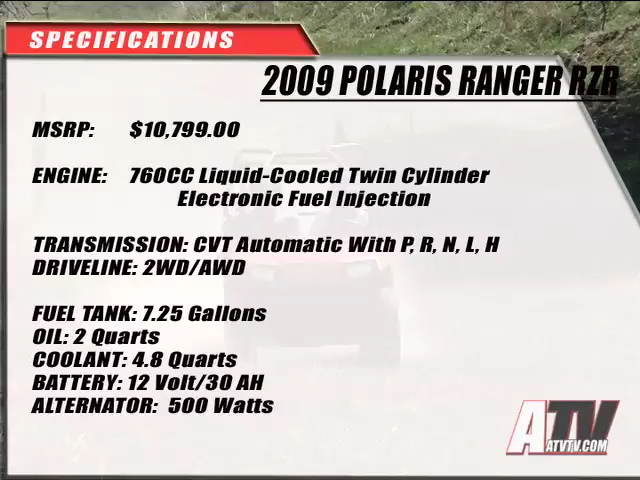 SPECIFICATIONS
2009 POLARIS RANGER RZR
MSRP: $10,799.00
ENGINE: 760CC Liquid-Cooled Twin Cylinder
Electronic Fuel Injection
TRANSMISSION: CVT Automatic With P, R, N, L, H
DRIVELINE: 2WD/AWD
FUEL TANK: 7.25 Gallons
OIL: 2 Quarts
COOLANT: 4.8 Quarts
BATTERY: 12 Volt/30 AH
ALTERNATOR: 500 Watts
ATV
ATVTV.COM